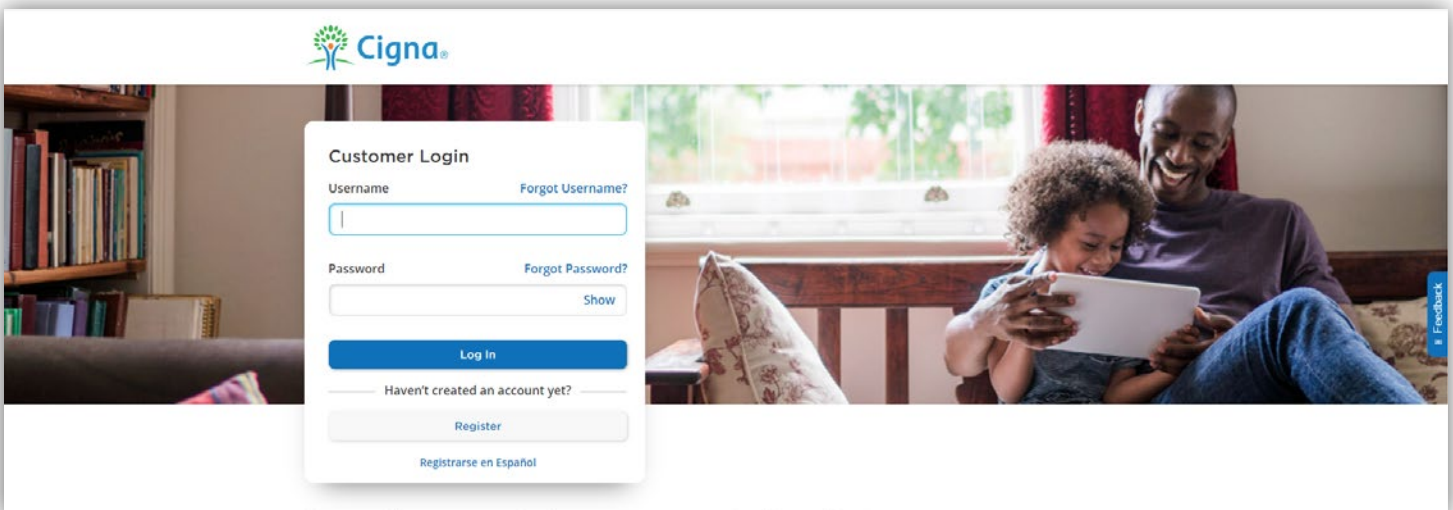 Cigna®
Customer Login
Username Forgot Username?
Password Forgot Password?
Show
Log In
Haven't created an account yet?
Register
Registrarse en Español
Feedback